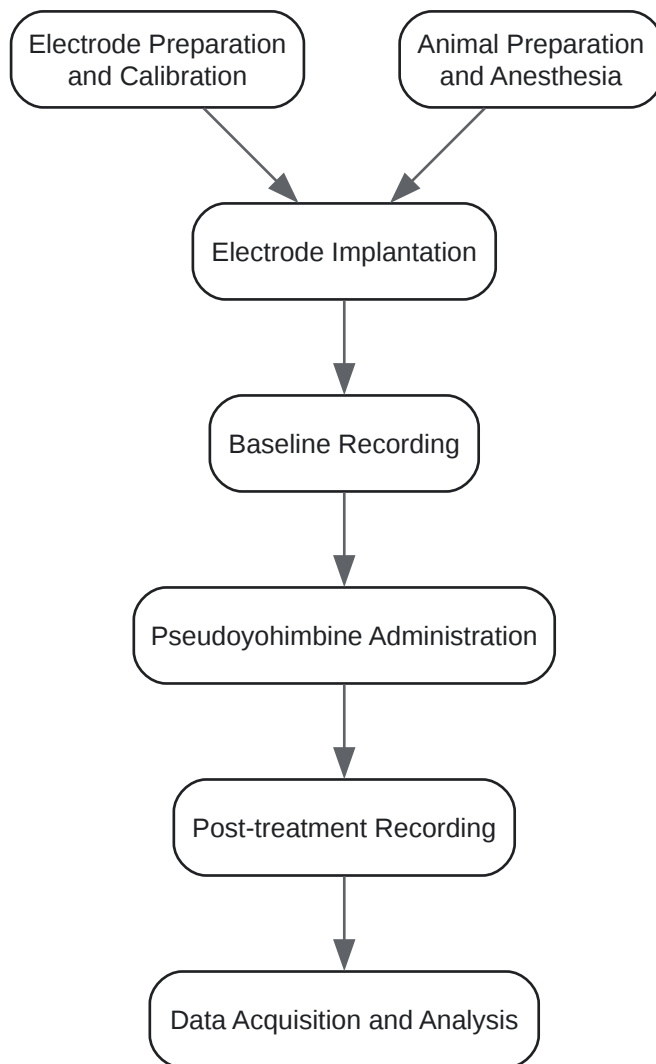 Electrode Preparation
and Calibration
Animal Preparation
and Anesthesia
Electrode Implantation
Baseline Recording
Pseudoyohimbine Administration
Post-treatment Recording
Data Acquisition and Analysis